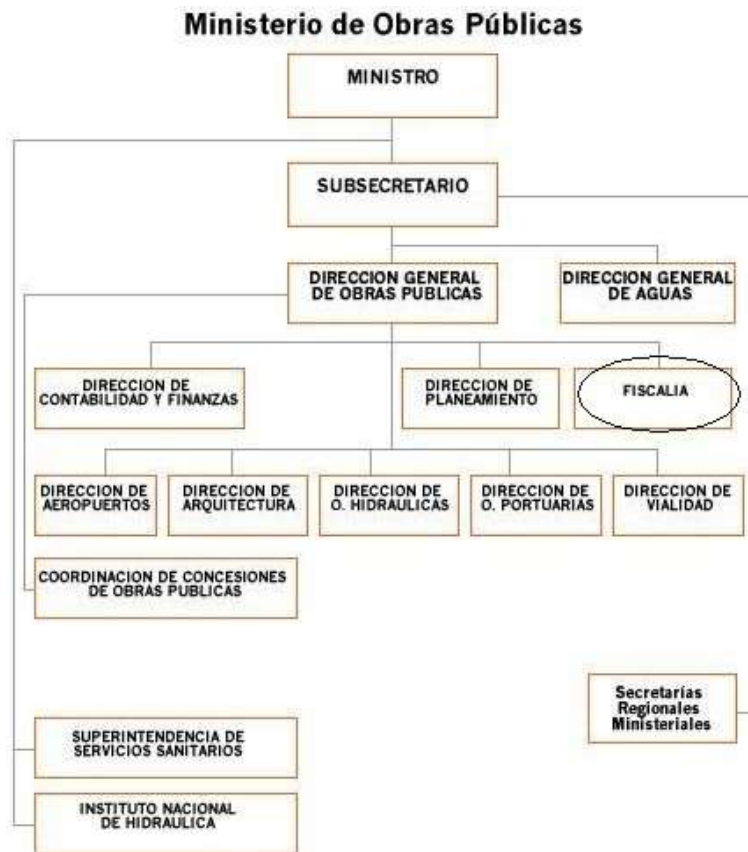 Ministerio de Obras Públicas
MINISTRO
SUBSECRETARIO
DIRECCION GENERAL
DE OBRAS PUBLICAS
DIRECCION GENERAL
DE AGUAS
DIRECCION DE
CONTABILIDAD Y FINANZAS
DIRECCION DE
PLANEAMIENTO
FISCALIA
DIRECCION DE
AEROPUERTOS
DIRECCION DE
ARQUITECTURA
DIRECCION DE
O. HIDRAULICAS
DIRECCION DE
O. PORTUARIAS
DIRECCION DE
VIALIDAD
COORDINACION DE CONCESIONES
DE OBRAS PUBLICAS
Secretarías
Regionales
Ministeriales
SUPERINTENDENCIA DE
SERVICIOS SANITARIOS
INSTITUTO NACIONAL
DE HIDRAULICA